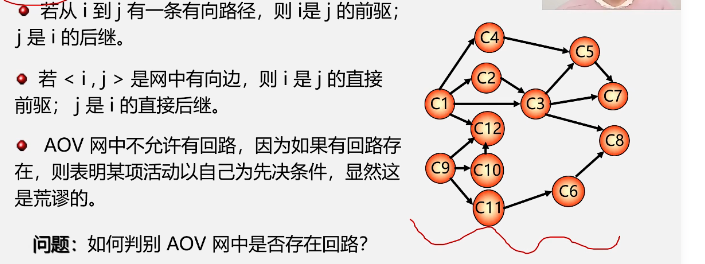 若从 i 到 j 有一条有向路径，则 i是 j 的前驱；
j 是 i 的后继。
若 < i , j > 是网中有向边，则 i 是 j 的直接
前驱； j 是 i 的直接后继。
AOV 网中不允许有回路，因为如果有回路存
在，则表明某项活动以自己为先决条件，显然这
是荒谬的。
问题：如何判别 AOV 网中是否存在回路？
C4
C5
C2
C7
C1
C3
C12
C8
C9
C10
C6
C11